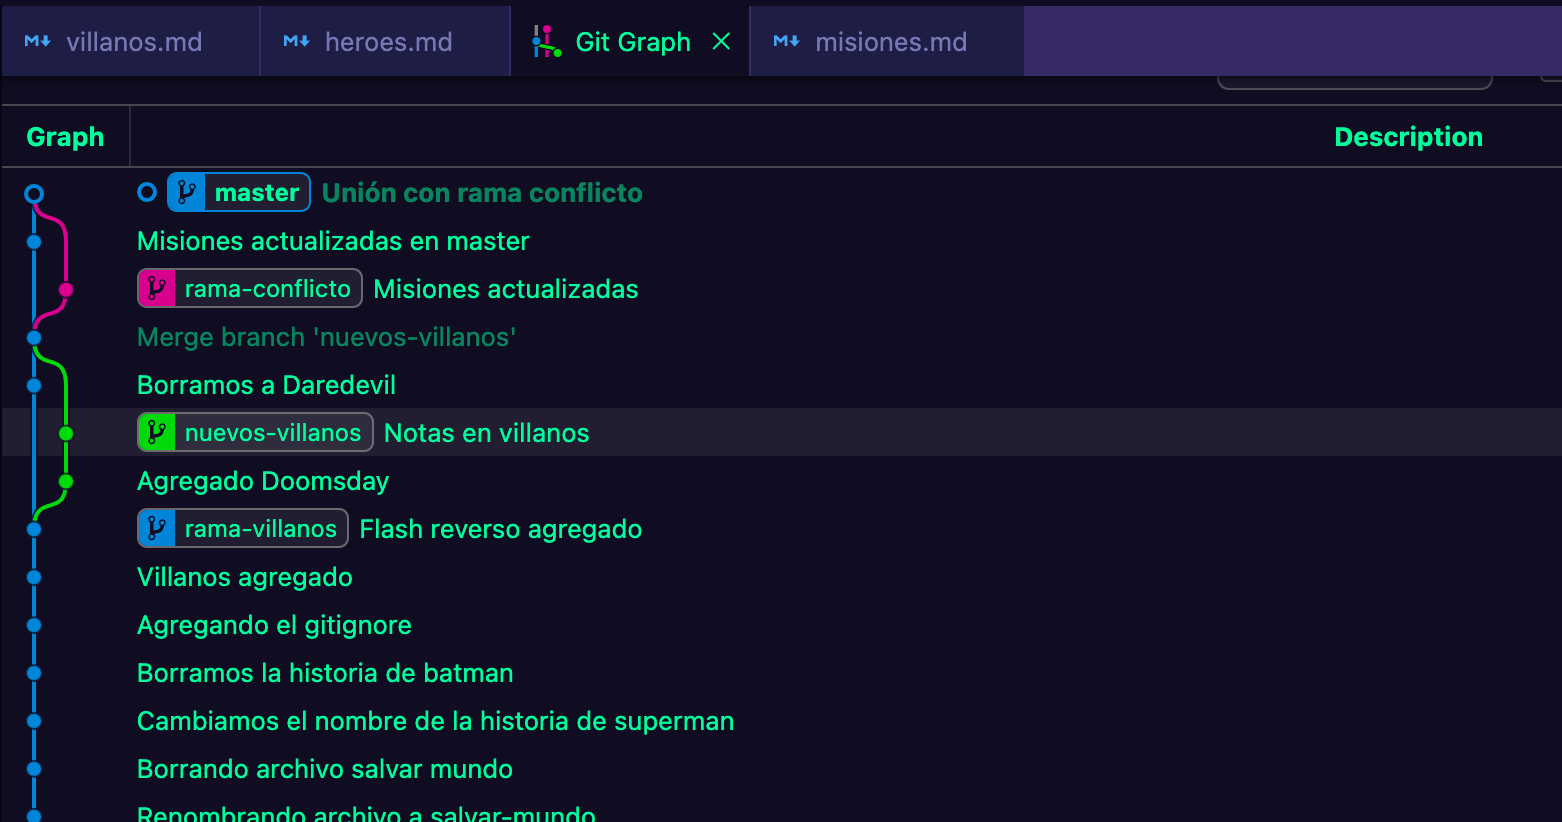 villanos.md heroes.md Git Graph misiones.md
Graph Description
master Unión con rama conflicto
Misiones actualizadas en master
rama-conflicto Misiones actualizadas
Merge branch 'nuevos-villanos'
Borramos a Daredevil
nuevos-villanos Notas en villanos
Agregado Doomsday
rama-villanos Flash reverso agregado
Villanos agregado
Agregando el gitignore
Borramos la historia de batman
Cambiamos el nombre de la historia de superman
Borrando archivo salvar mundo
Renombrando archivo a salvar-mundo